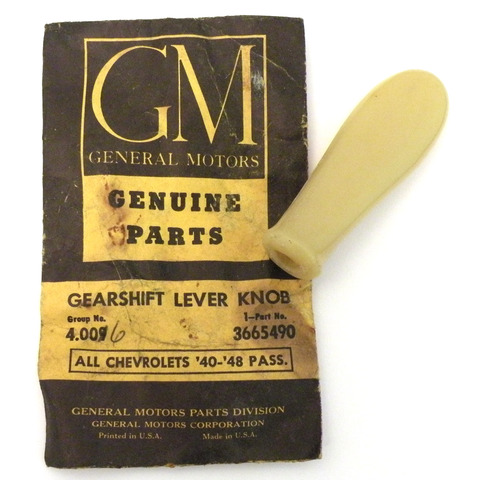 GM
GENERAL MOTORS
GENUINE
PARTS
GEARSHIFT LEVER KNOB
Group No. 1-Part No.
4.009 6 3665490
ALL CHEVROLETS '40-'48 PASS.
GENERAL MOTORS PARTS DIVISION
GENERAL MOTORS CORPORATION
Printed in U.S.A. Made in U.S.A.